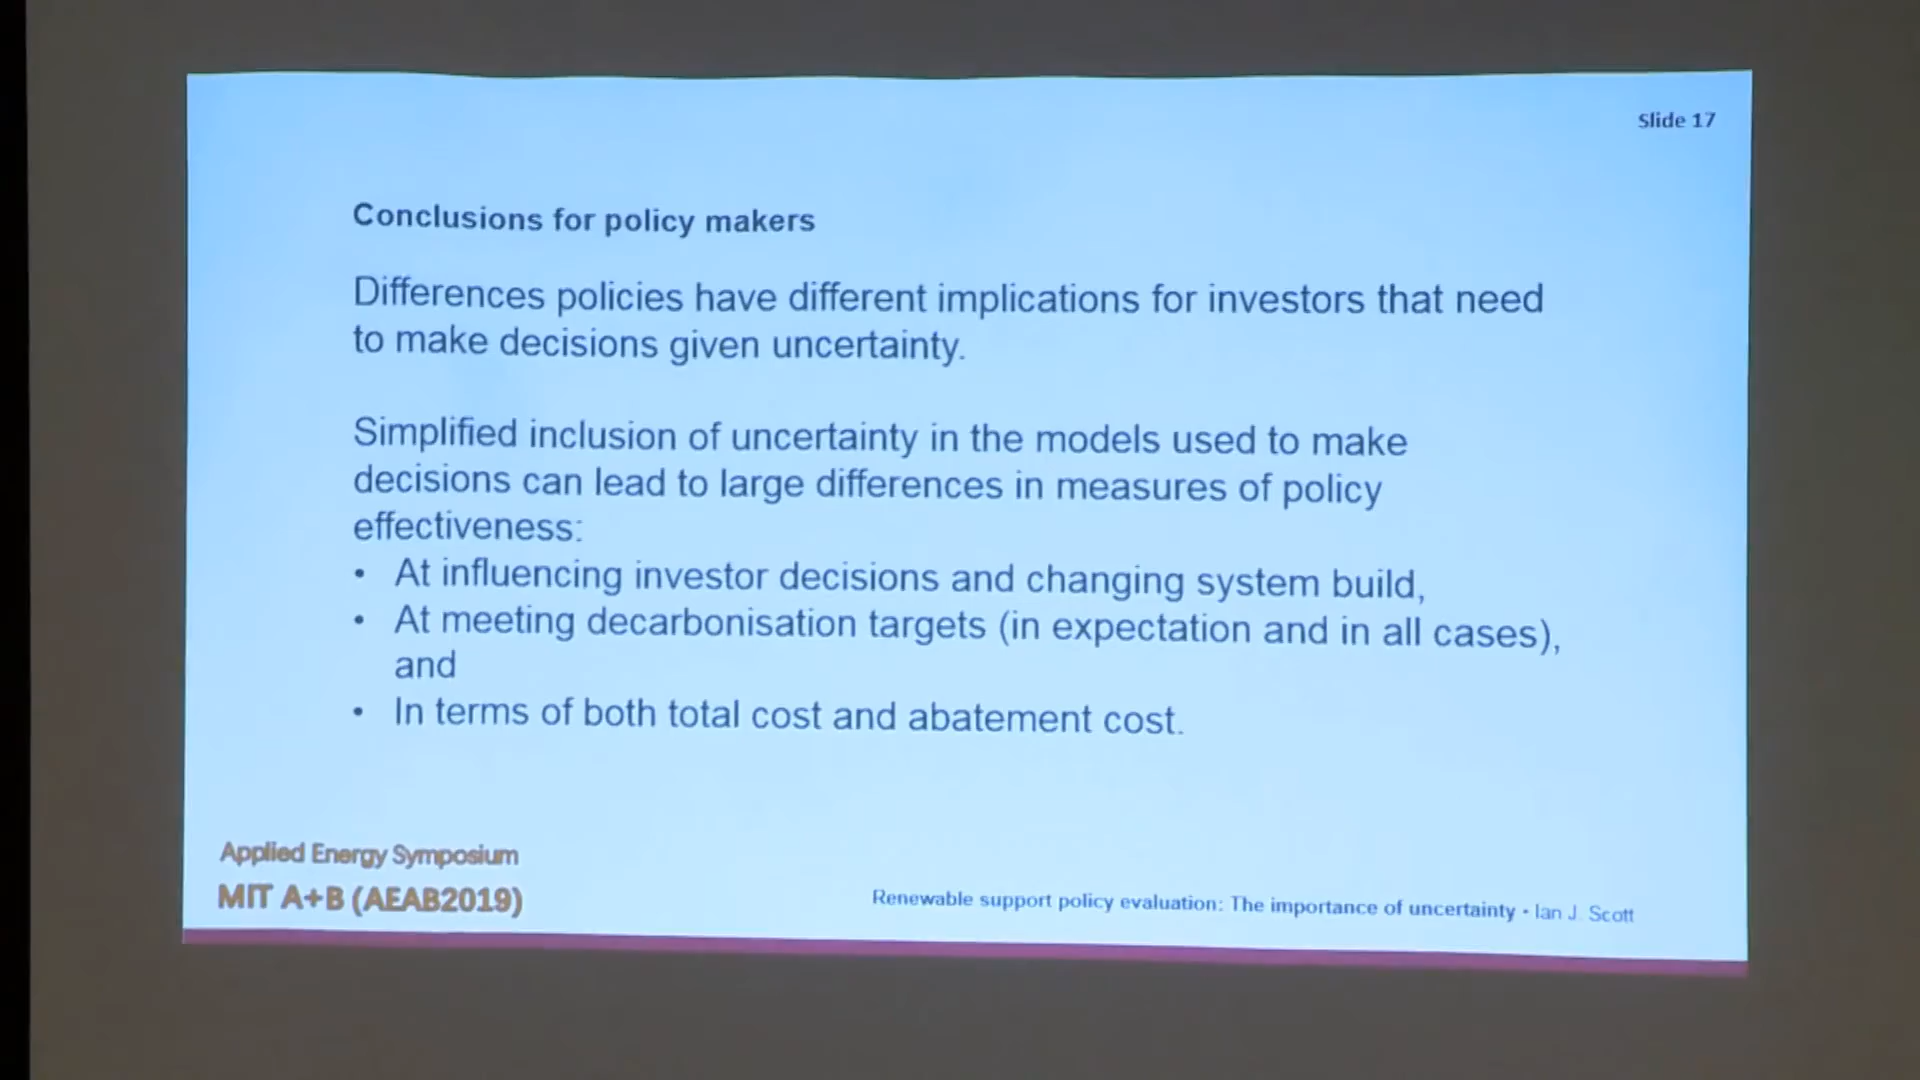 Slide 17
Conclusions for policy makers
Differences policies have different implications for investors that need
to make decisions given uncertainty.
Simplified inclusion of uncertainty in the models used to make
decisions can lead to large differences in measures of policy
effectiveness:
• At influencing investor decisions and changing system build,
• At meeting decarbonisation targets (in expectation and in all cases),
and
• In terms of both total cost and abatement cost.
Applied Energy Symposium
MIT A+B (AEAB2019)
Renewable support policy evaluation: The importance of uncertainty • Ian J. Scott